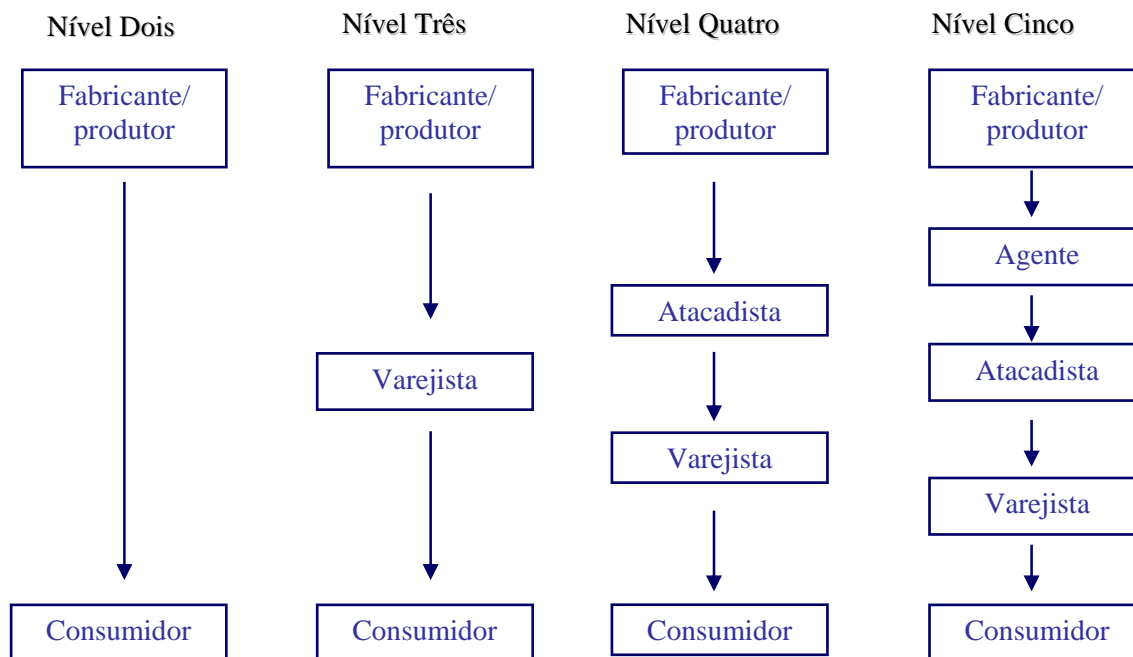 Nível Dois
Fabricante/
produtor
Consumidor
Nível Três
Fabricante/
produtor
Varejista
Consumidor
Nível Quatro
Fabricante/
produtor
Atacadista
Varejista
Consumidor
Nível Cinco
Fabricante/
produtor
Agente
Atacadista
Varejista
Consumidor